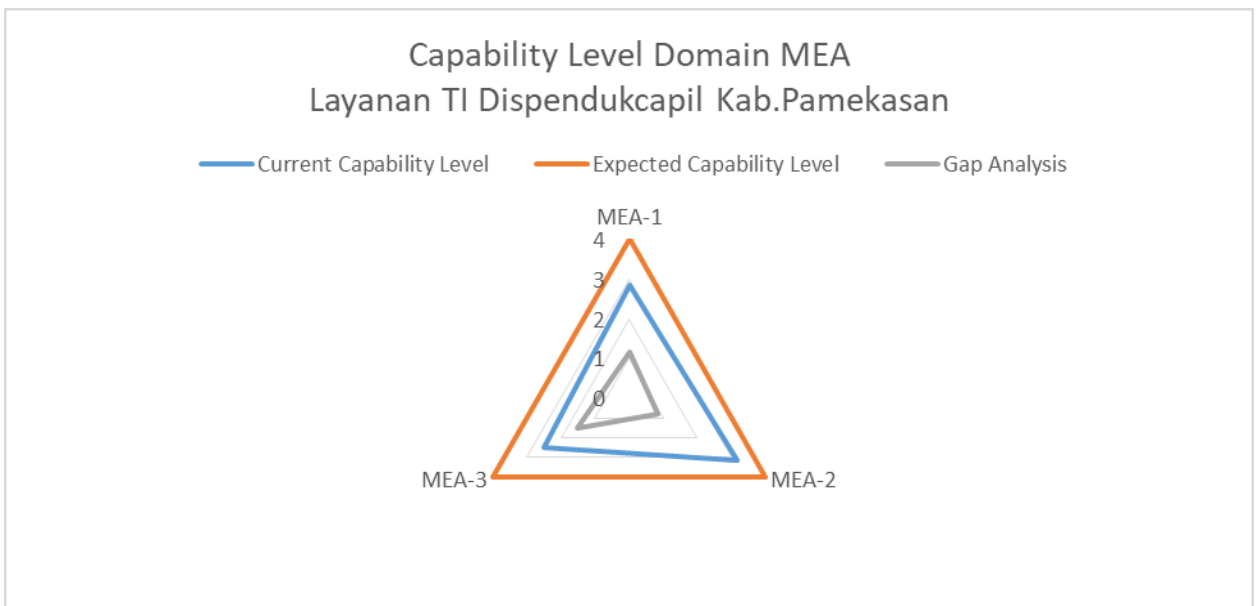 Capability Level Domain MEA
Layanan TI Dispendukcapil Kab.Pamekasan
Current Capability Level Expected Capability Level Gap Analysis
MEA-1
4
3
2
1
0
MEA-3 MEA-2